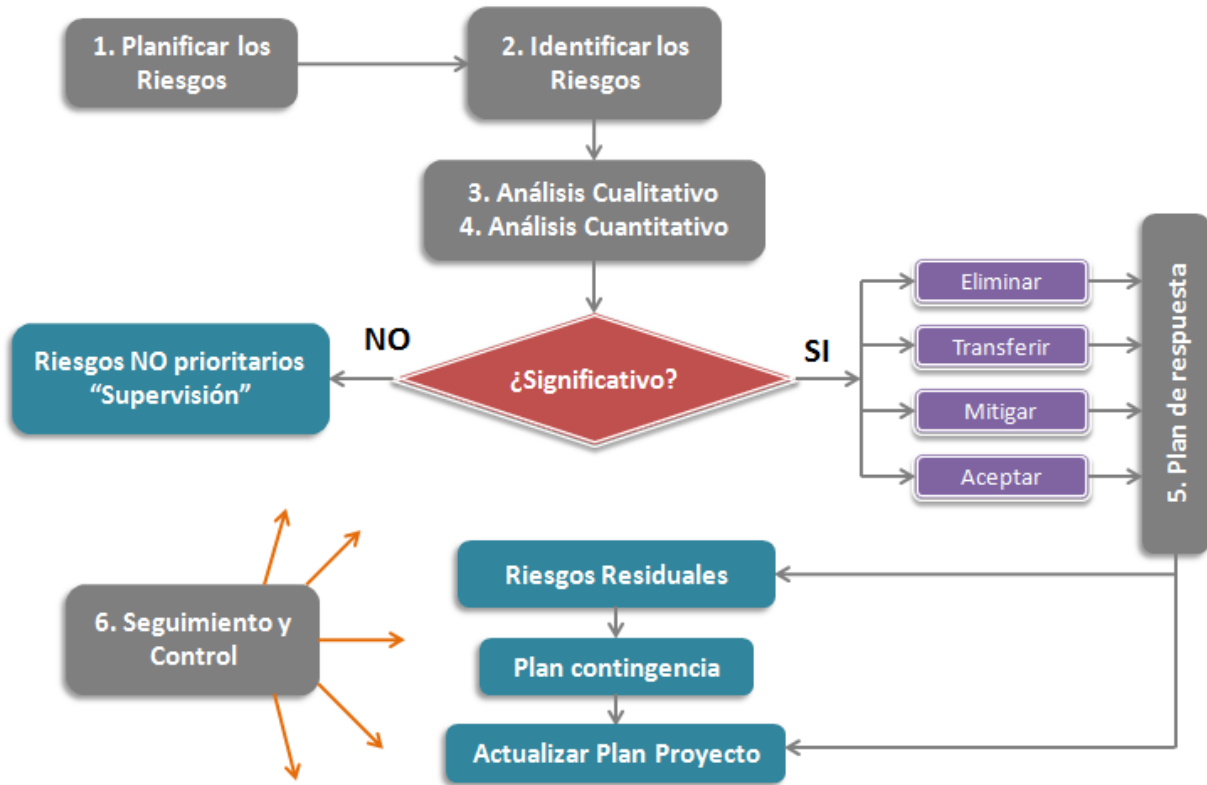 1. Planificar los
Riesgos
2. Identificar los
Riesgos
3. Análisis Cualitativo
4. Análisis Cuantitativo
¿Significativo?
NO
Riesgos NO prioritarios
“Supervisión”
SI
Eliminar
Transferir
Mitigar
Aceptar
5. Plan de respuesta
Riesgos Residuales
Plan contingencia
Actualizar Plan Proyecto
6. Seguimiento y
Control